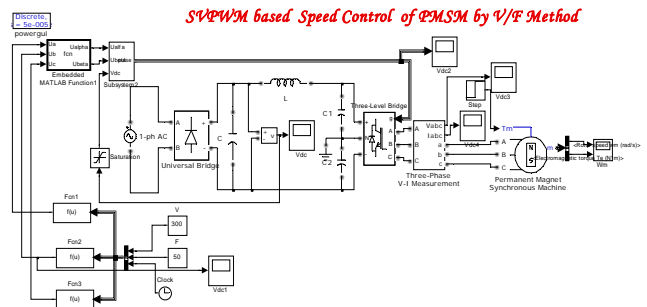 SVPWM based Speed Control of PMSM by V/F Method
Discrete,
= 5e-005
powergui
Ua
Ub
Uc
fcn
Ualpha
Ubeta
Embedded
MATLAB Function1
Vdc
Subsystem2
Saturation
1-ph AC
A
B
+
-
Universal Bridge
L
C
+
-
v
Vdc
C1
C2
Three-Level Bridge
g
+
N
-
A
B
C
Vdc2
A
B
C
Vabc
Iabc
a
b
c
Three-Phase
V-I Measurement
Step
Vdc3
Vdc4
Tm
A
B
C
N
S
m
Permanent Magnet
Synchronous Machine
Wm
Fcn1
f(u)
Fcn2
f(u)
Fcn3
f(u)
V
300
F
50
Clock
Vdc1